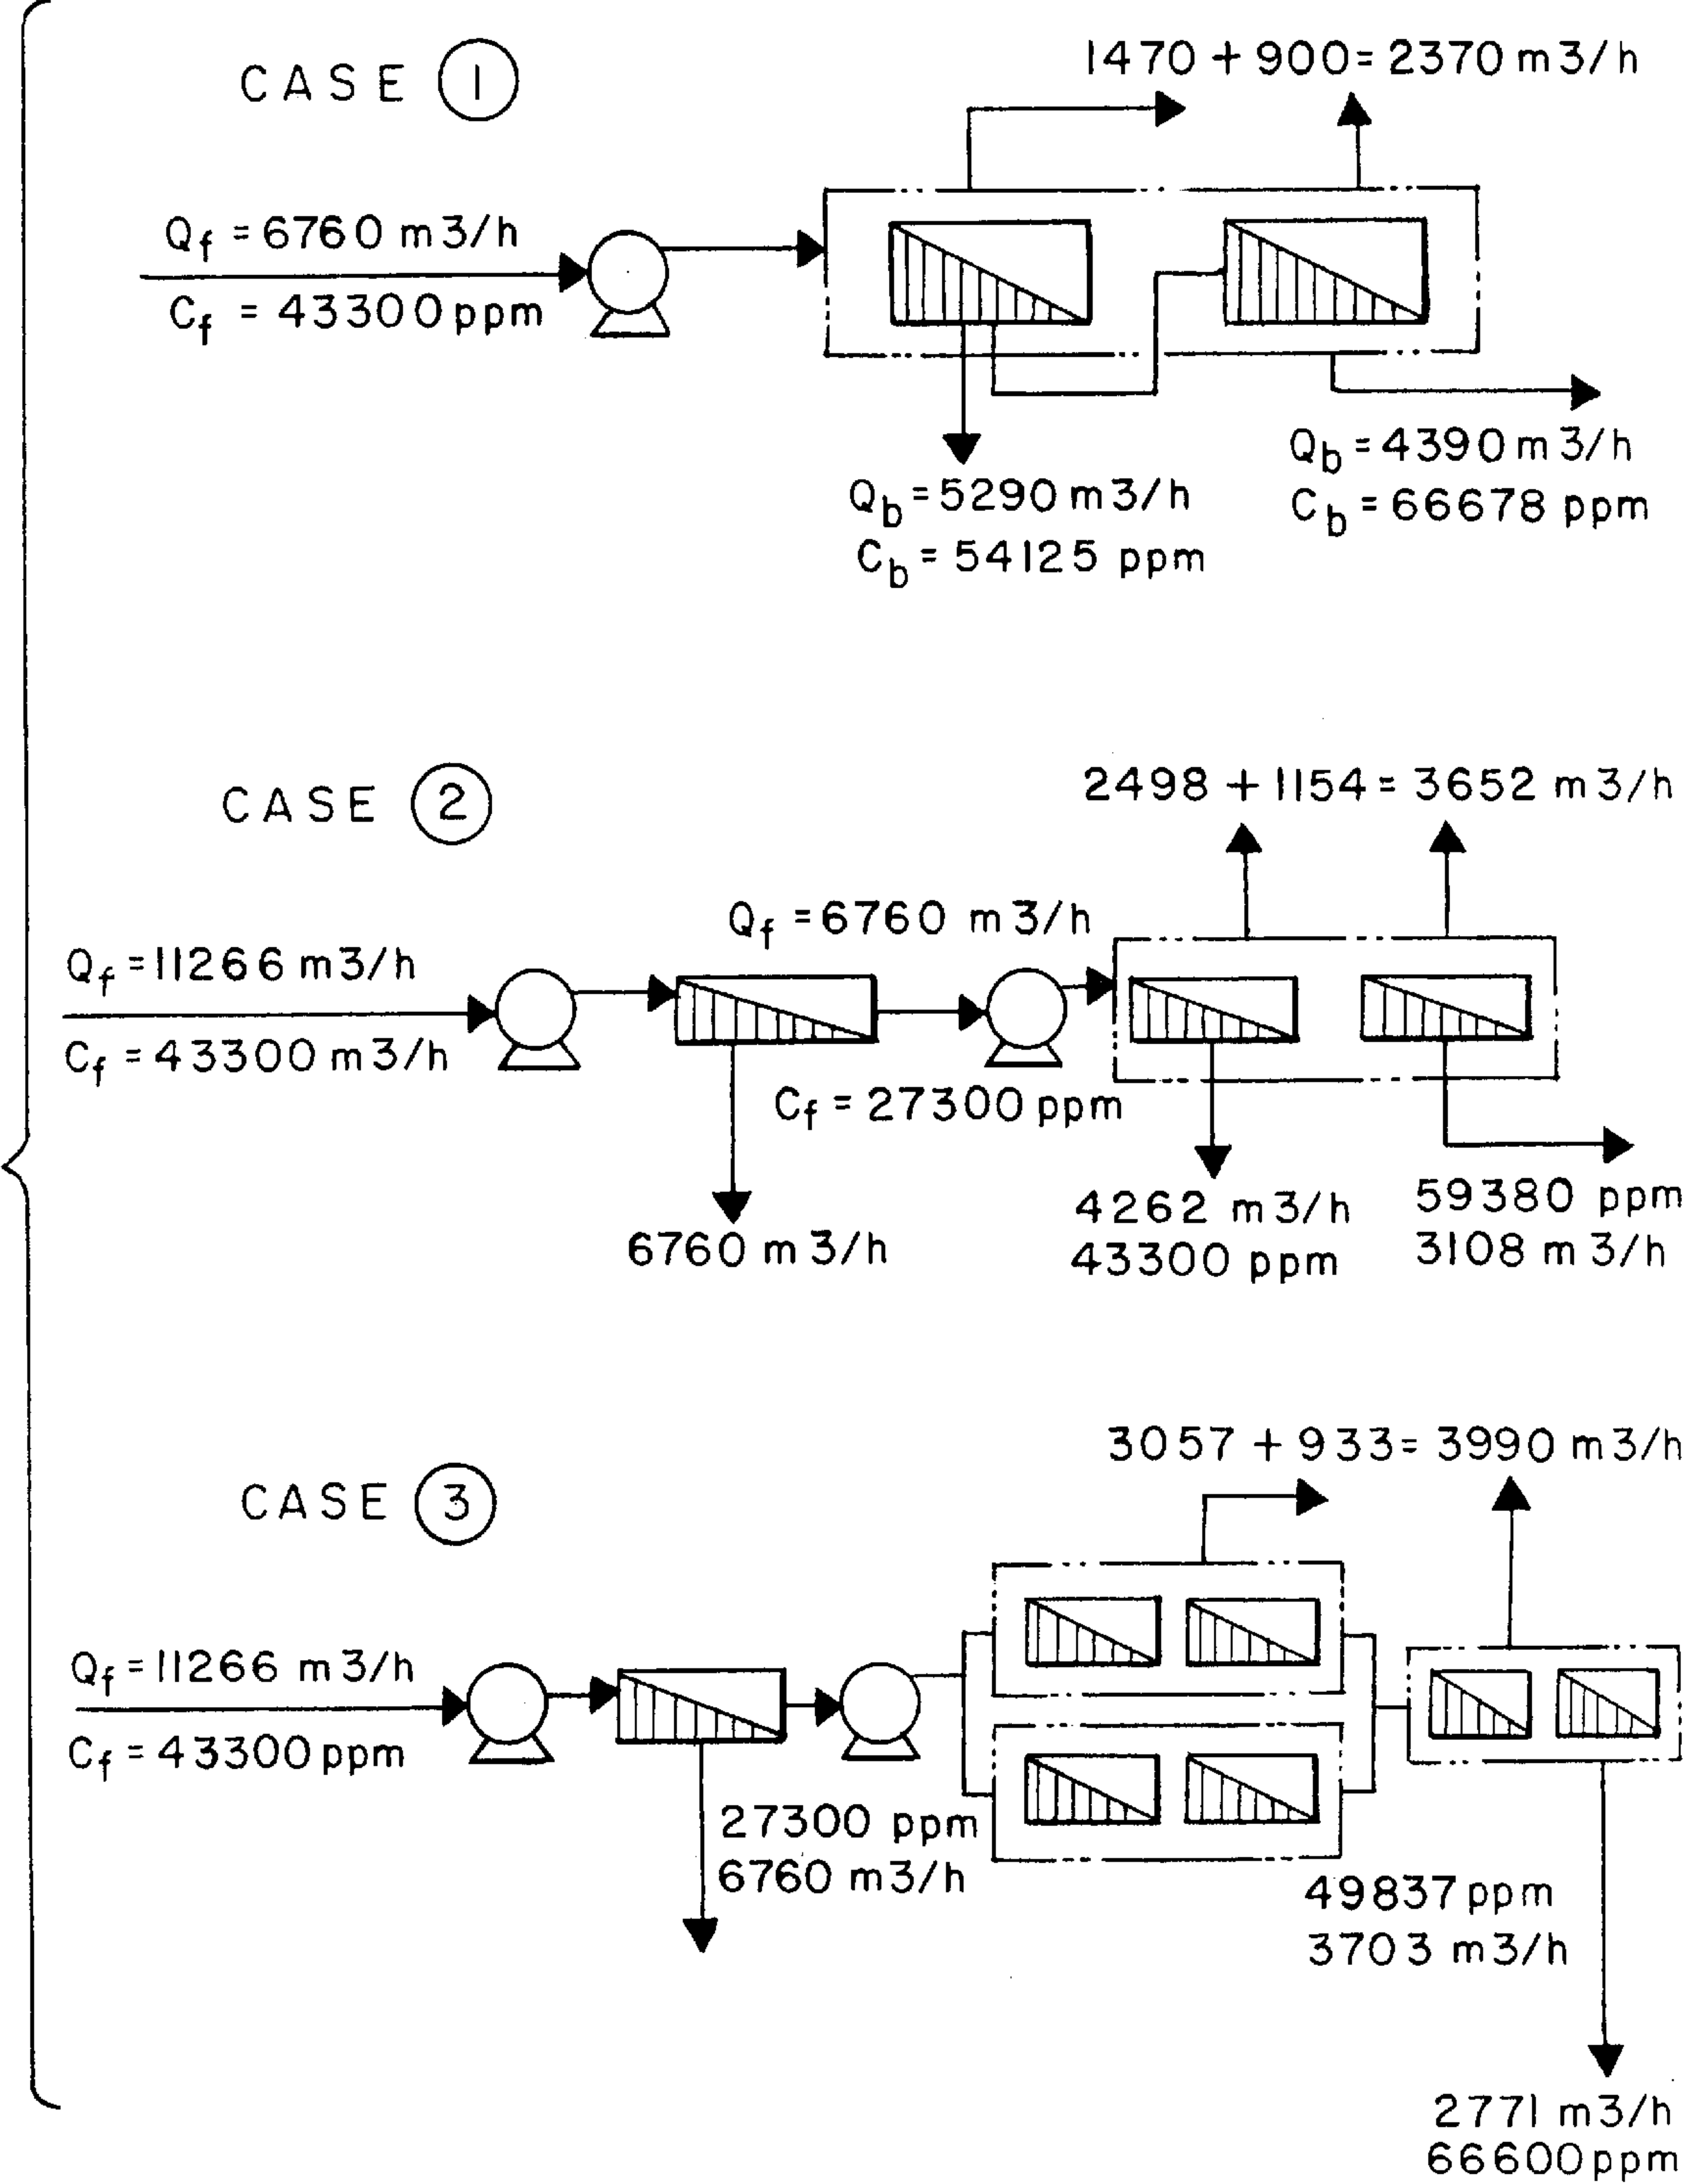 CASE 1
1470 + 900 = 2370 m3/h
Qf = 6760 m3/h
Cf = 43300 ppm
Qb = 5290 m3/h
Cb = 54125 ppm
Qb = 4390 m3/h
Cb = 66678 ppm
CASE 2
2498 + 1154 = 3652 m3/h
Qf = 11266 m3/h
Cf = 43300 m3/h
Qf = 6760 m3/h
Cf = 27300 ppm
6760 m3/h
4262 m3/h
43300 ppm
59380 ppm
3108 m3/h
CASE 3
3057 + 933 = 3990 m3/h
Qf = 11266 m3/h
Cf = 43300 ppm
27300 ppm
6760 m3/h
49837 ppm
3703 m3/h
2771 m3/h
66600 ppm